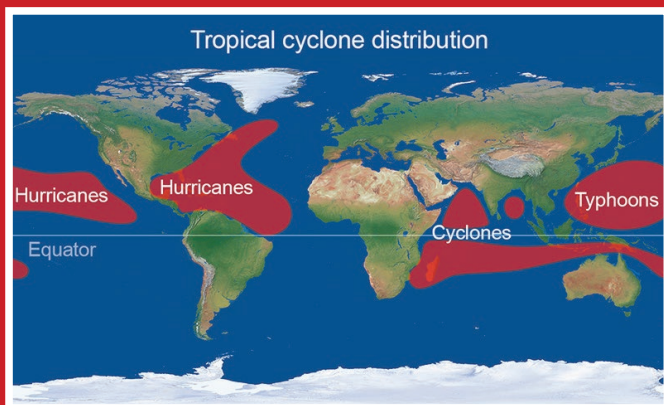 Tropical cyclone distribution
Hurricanes
Hurricanes
Typhoons
Cyclones
Equator